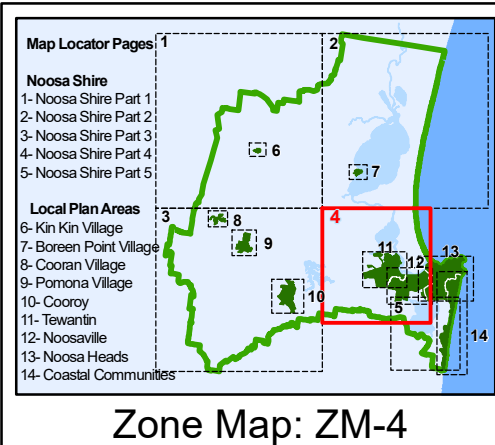 Map Locator Pages
Noosa Shire
1- Noosa Shire Part 1
2- Noosa Shire Part 2
3- Noosa Shire Part 3
4- Noosa Shire Part 4
5- Noosa Shire Part 5
Local Plan Areas
6- Kin Kin Village
7- Boreen Point Village
8- Cooran Village
9- Pomona Village
10- Cooroy
11- Tewantin
12- Noosaville
13- Noosa Heads
14- Coastal Communities
1
2
6
7
3
8
9
4
10
11
12
13
5
14
Zone Map: ZM-4